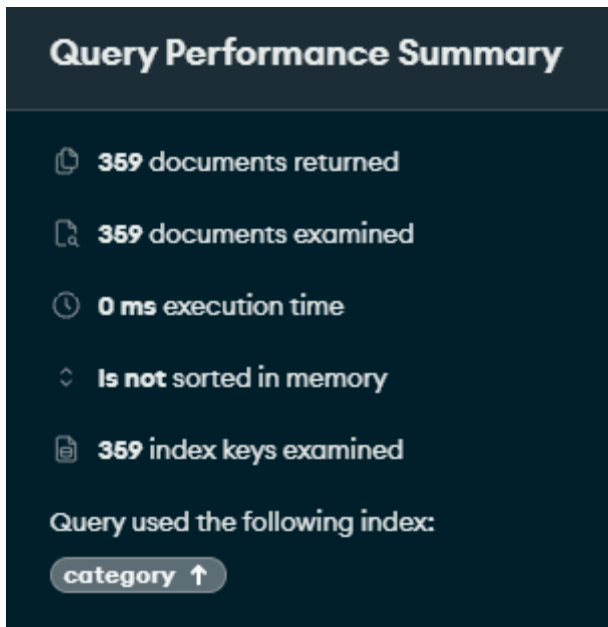 Query Performance Summary
359 documents returned
359 documents examined
0 ms execution time
Is not sorted in memory
359 index keys examined
Query used the following index:
category ↑